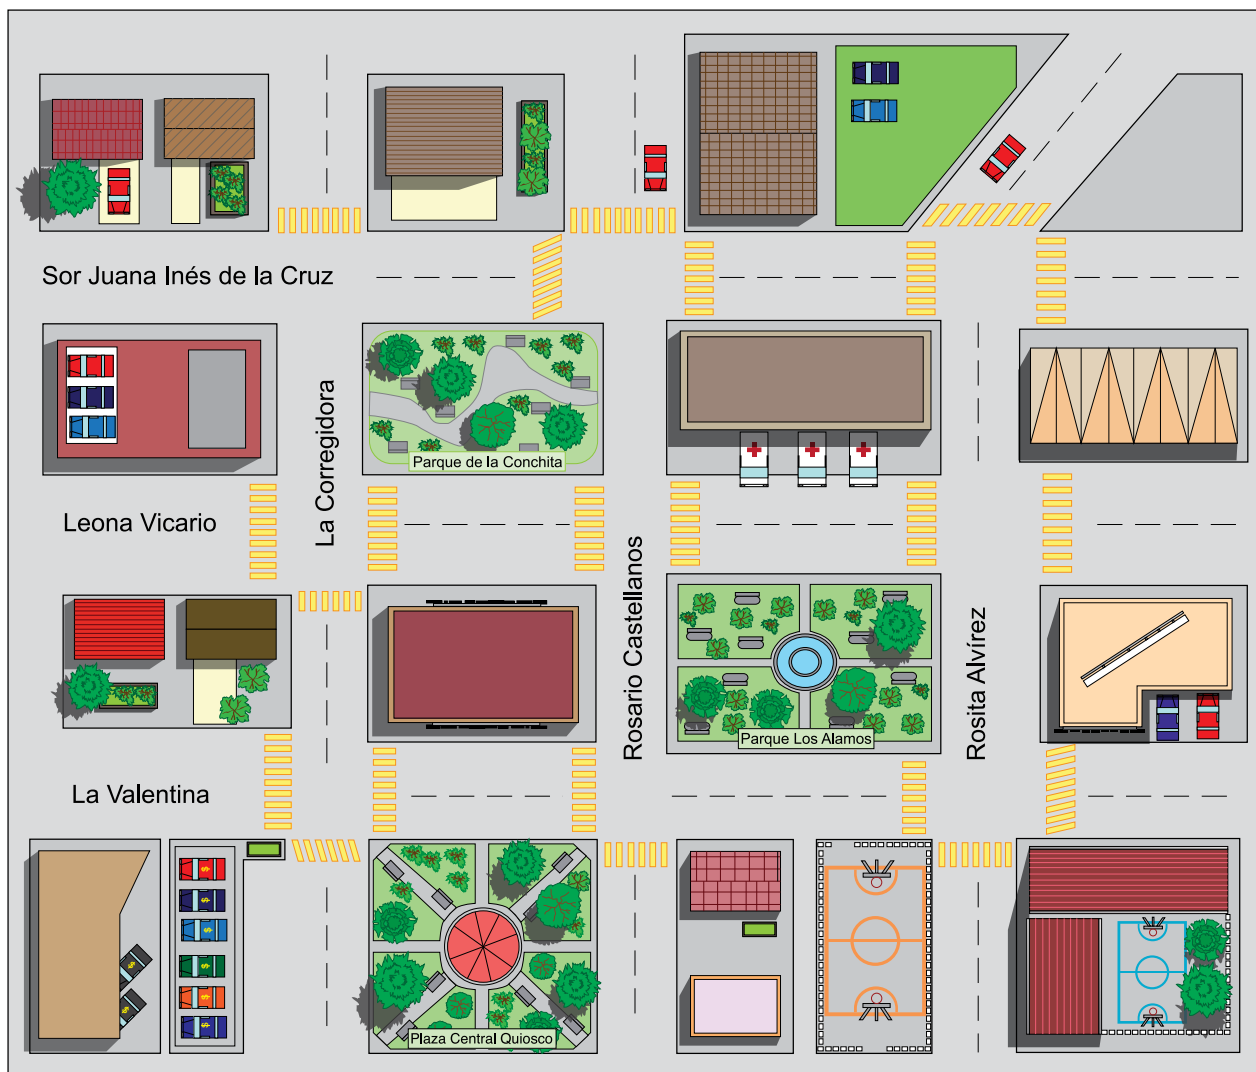 Sor Juana Inés de la Cruz
La Corregidora
Parque de la Conchita
Leona Vicario
Rosario Castellanos
Rosita Alvírez
Parque Los Alamos
La Valentina
$
$
$
$
$
$
$
$
Plaza Central Quiosco